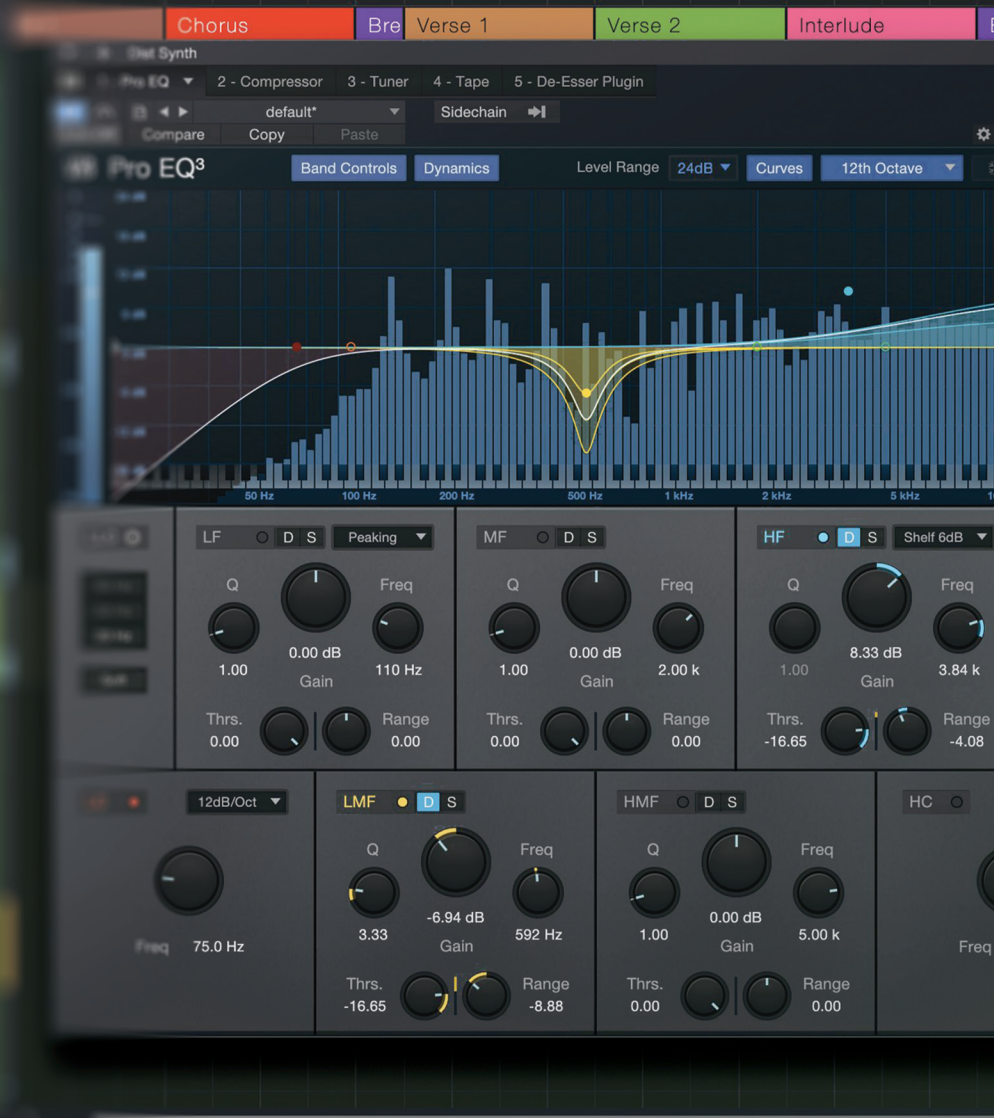 Chorus Bre Verse 1 Verse 2 Interlude
Synth
Pro EQ 2 - Compressor 3 - Tuner 4 - Tape 5 - De-Esser Plugin
default* Sidechain
Compare Copy Paste
Pro EQ³ Band Controls Dynamics Level Range 24dB Curves 12th Octave
50 Hz 100 Hz 200 Hz 500 Hz 1 kHz 2 kHz 5 kHz
LF D S Peaking MF D S HF D S Shelf 6dB
Q Freq Q Freq Q Freq
0.00 dB 0.00 dB 8.33 dB
1.00 110 Hz 1.00 2.00 k 1.00 3.84 k
Gain Gain Gain
Thrs. Range Thrs. Range Thrs. Range
0.00 0.00 0.00 0.00 -16.65 -4.08
12dB/Oct LMF D S HMF D S HC
Q Freq Q Freq
-6.94 dB 0.00 dB
3.33 592 Hz 1.00 5.00 k
Freq 75.0 Hz Gain Gain Freq
Thrs. Range Thrs. Range
-16.65 -8.88 0.00 0.00